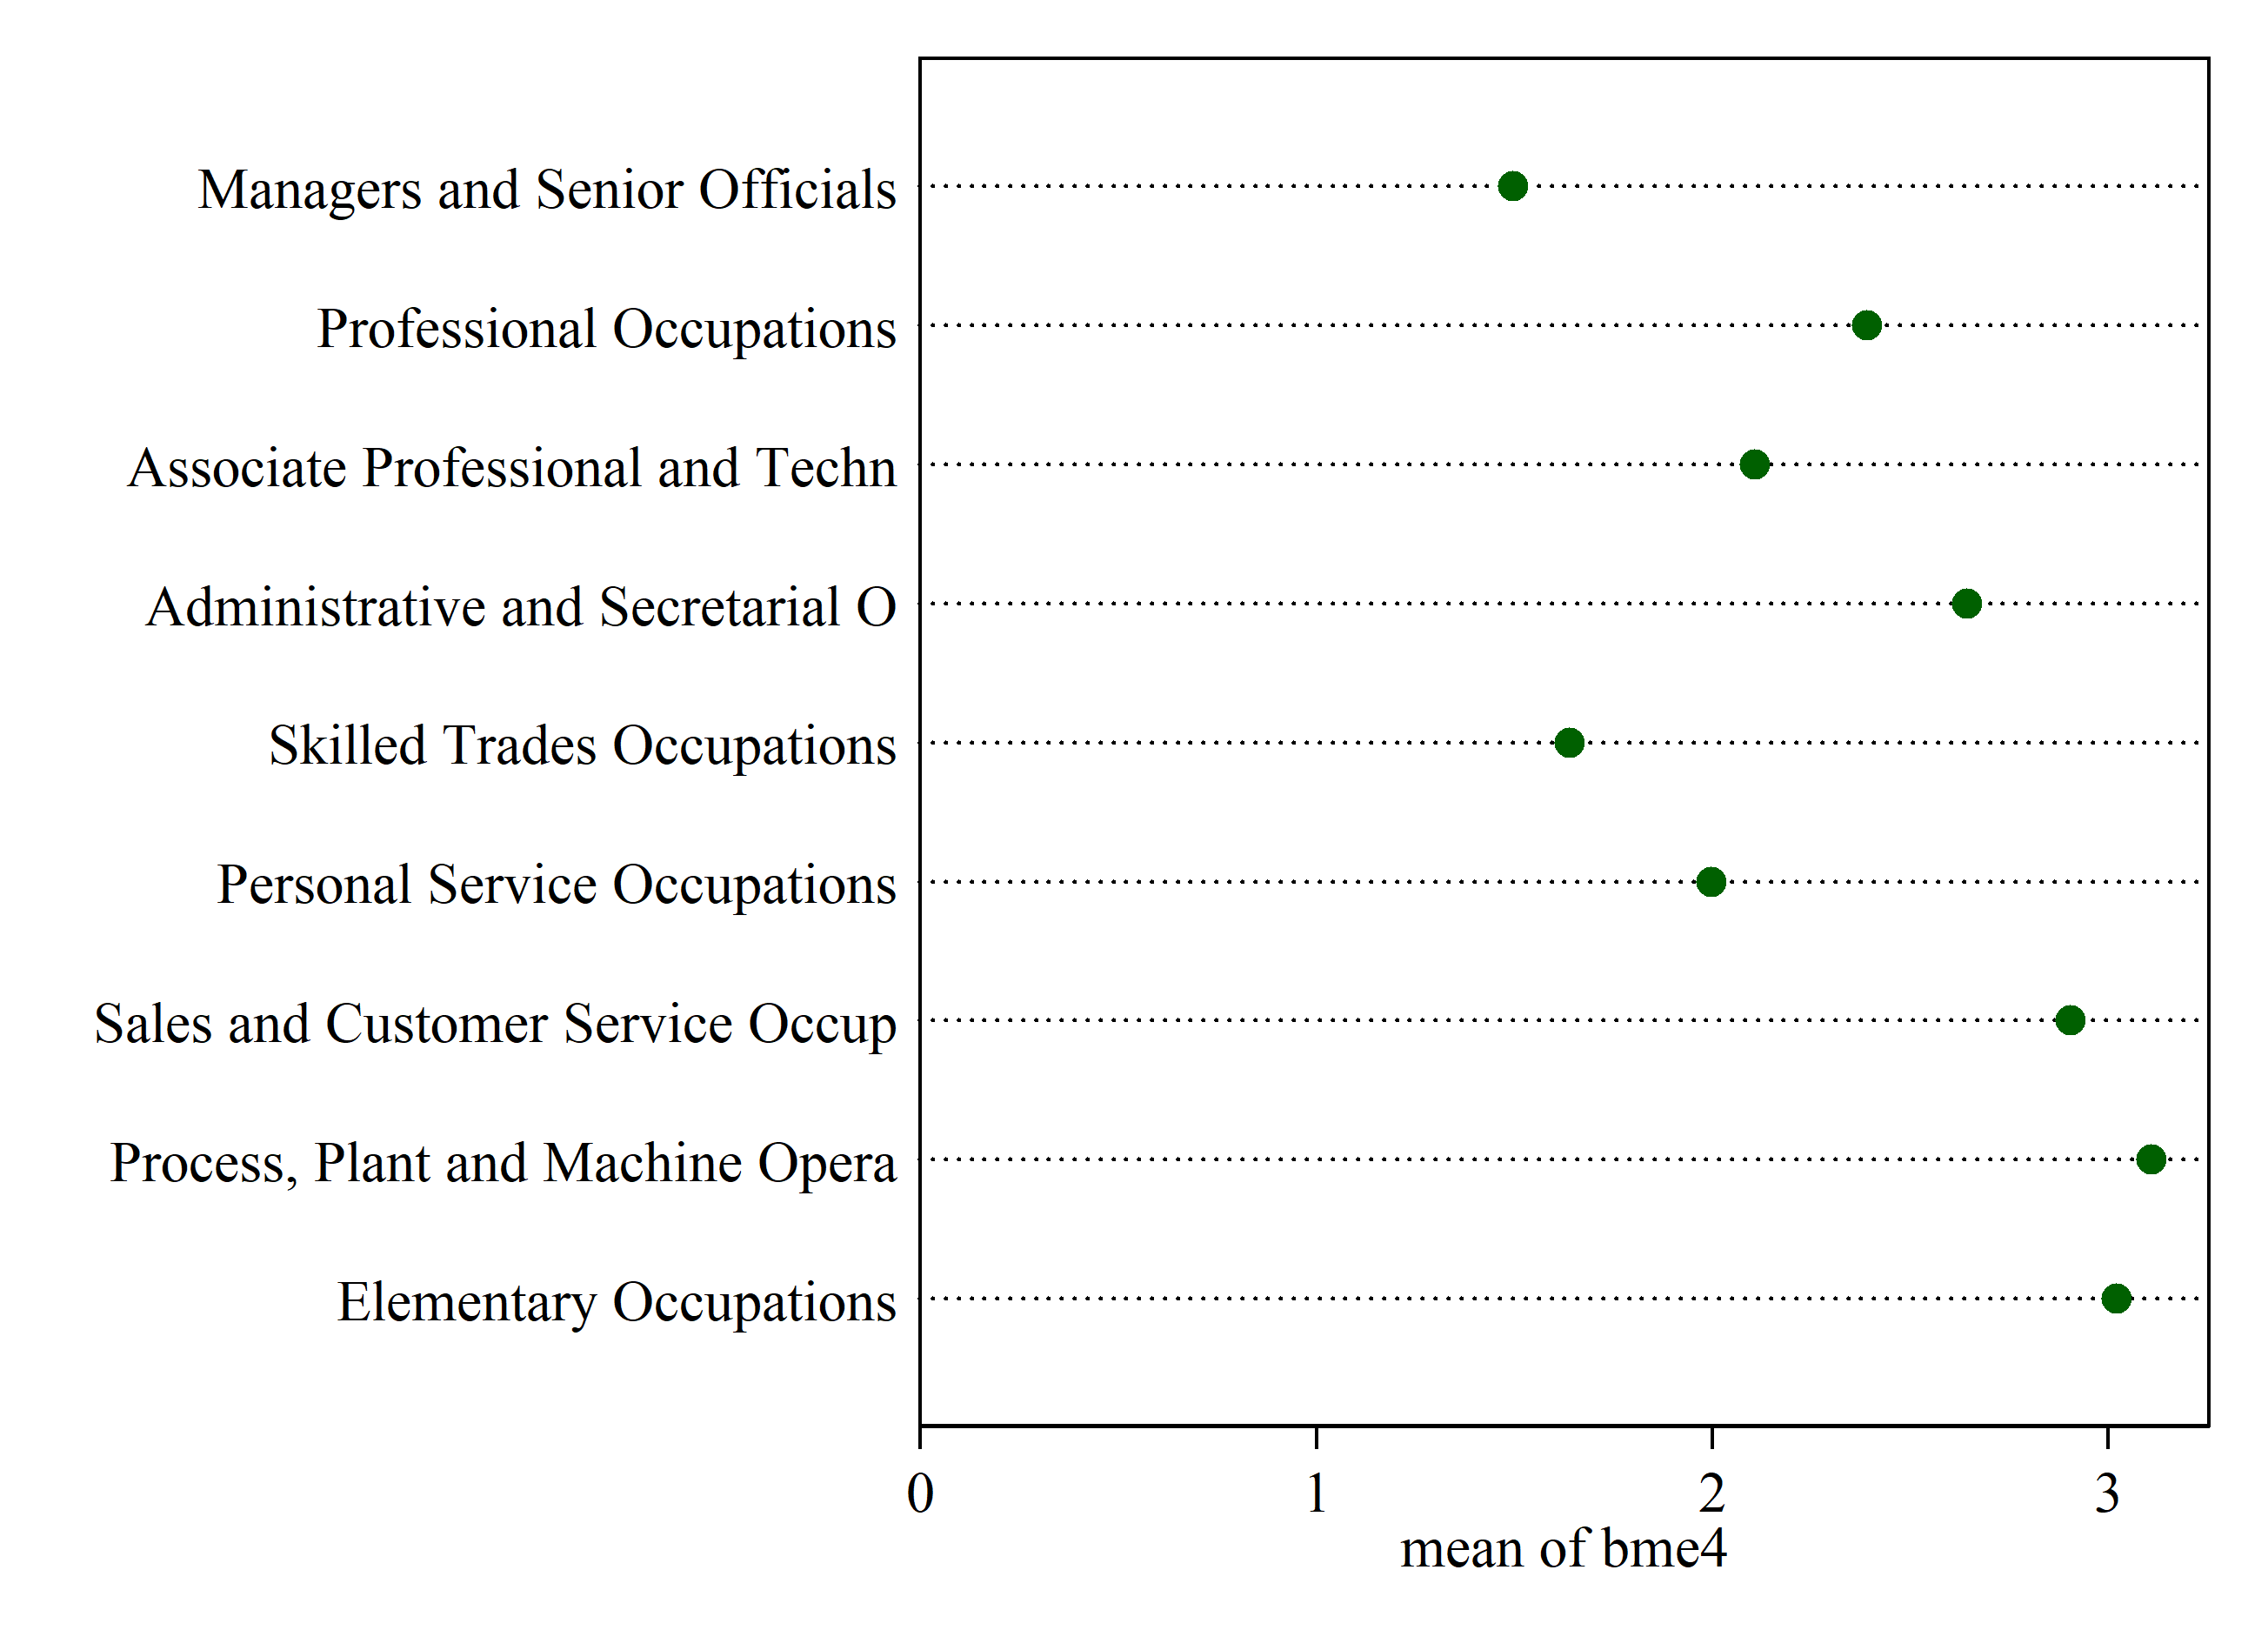 Managers and Senior Officials
Professional Occupations
Associate Professional and Techn
Administrative and Secretarial O
Skilled Trades Occupations
Personal Service Occupations
Sales and Customer Service Occup
Process, Plant and Machine Opera
Elementary Occupations
0 1 2 3
mean of bme4